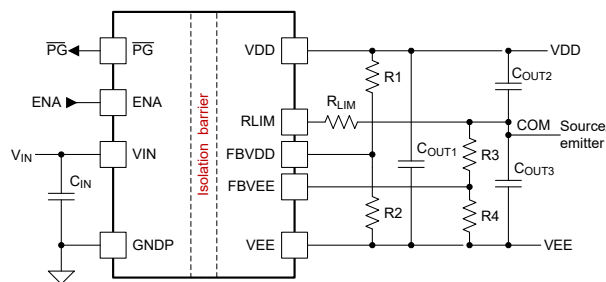 PG
PG
VDD
VDD
R1
COUT2
ENA
ENA
RLIM
RLIM
COM
Source
emitter
Isolation barrier
VIN
VIN
FBVDD
COUT1
R3
CIN
FBVEE
COUT3
R2
R4
GNDP
VEE
VEE